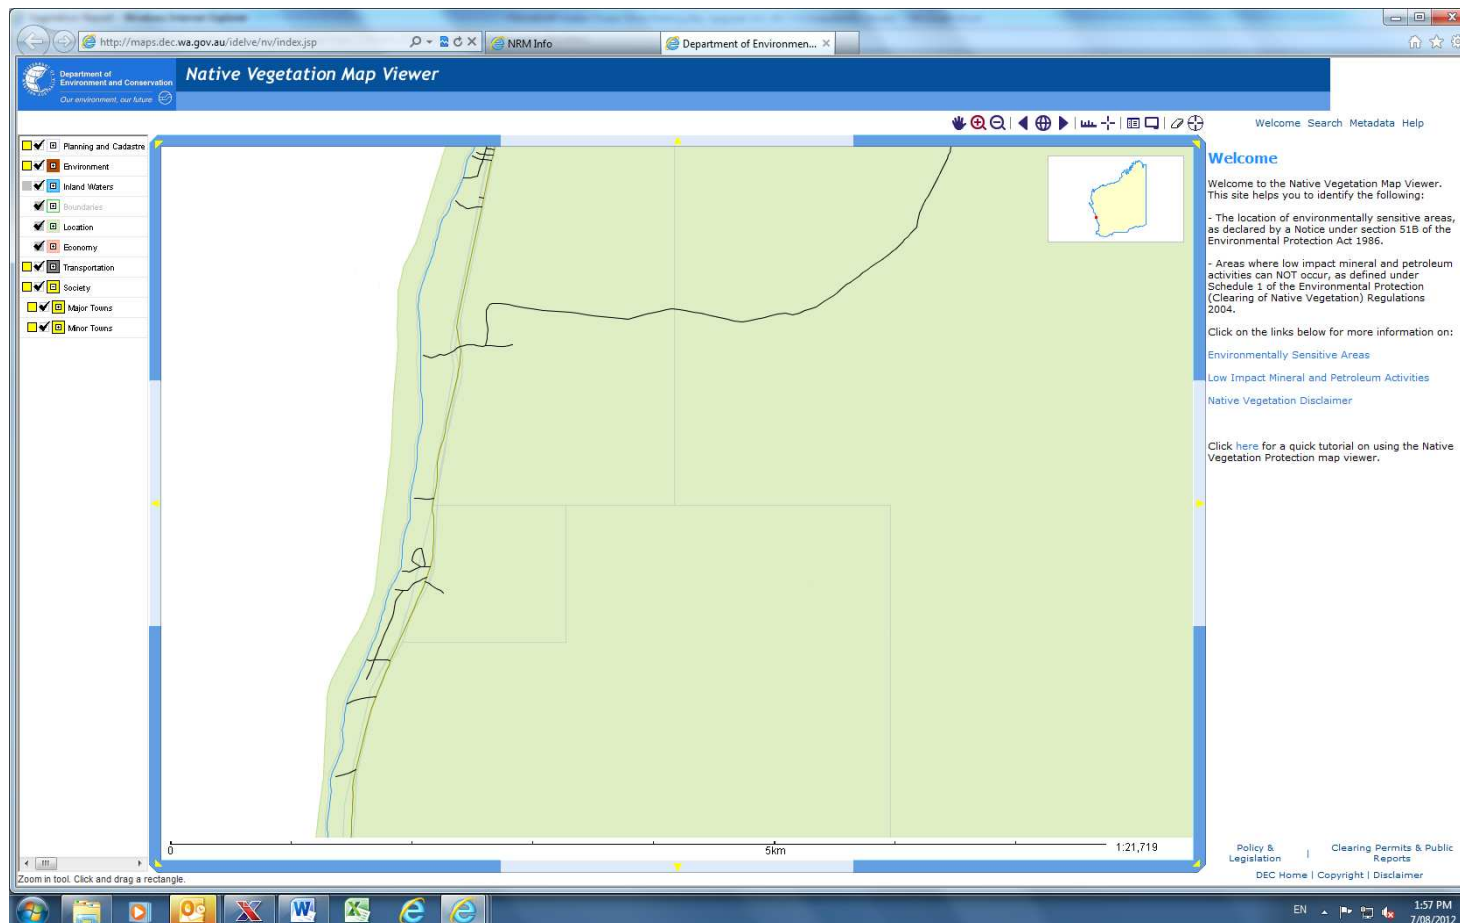 http://maps.dec.wa.gov.au/idelve/nv/index.jsp
NRM Info
Department of Environmen...
Department of
Environment and Conservation
Our environment, our future
Native Vegetation Map Viewer
Welcome Search Metadata Help
Planning and Cadastre
Environment
Inland Waters
Boundaries
Location
Economy
Transportation
Society
Major Towns
Minor Towns
Welcome
Welcome to the Native Vegetation Map Viewer.
This site helps you to identify the following:
- The location of environmentally sensitive areas,
as declared by a Notice under section 51B of the
Environmental Protection Act 1986.
- Areas where low impact mineral and petroleum
activities can NOT occur, as defined under
Schedule 1 of the Environmental Protection
(Clearing of Native Vegetation) Regulations
2004.
Click on the links below for more information on:
Environmentally Sensitive Areas
Low Impact Mineral and Petroleum Activities
Native Vegetation Disclaimer
Click here for a quick tutorial on using the Native
Vegetation Protection map viewer.
0
5km
1:21,719
Policy &
Legislation
|
Clearing Permits & Public
Reports
DEC Home | Copyright | Disclaimer
Zoom in tool. Click and drag a rectangle.
EN
1:57 PM
7/08/2012